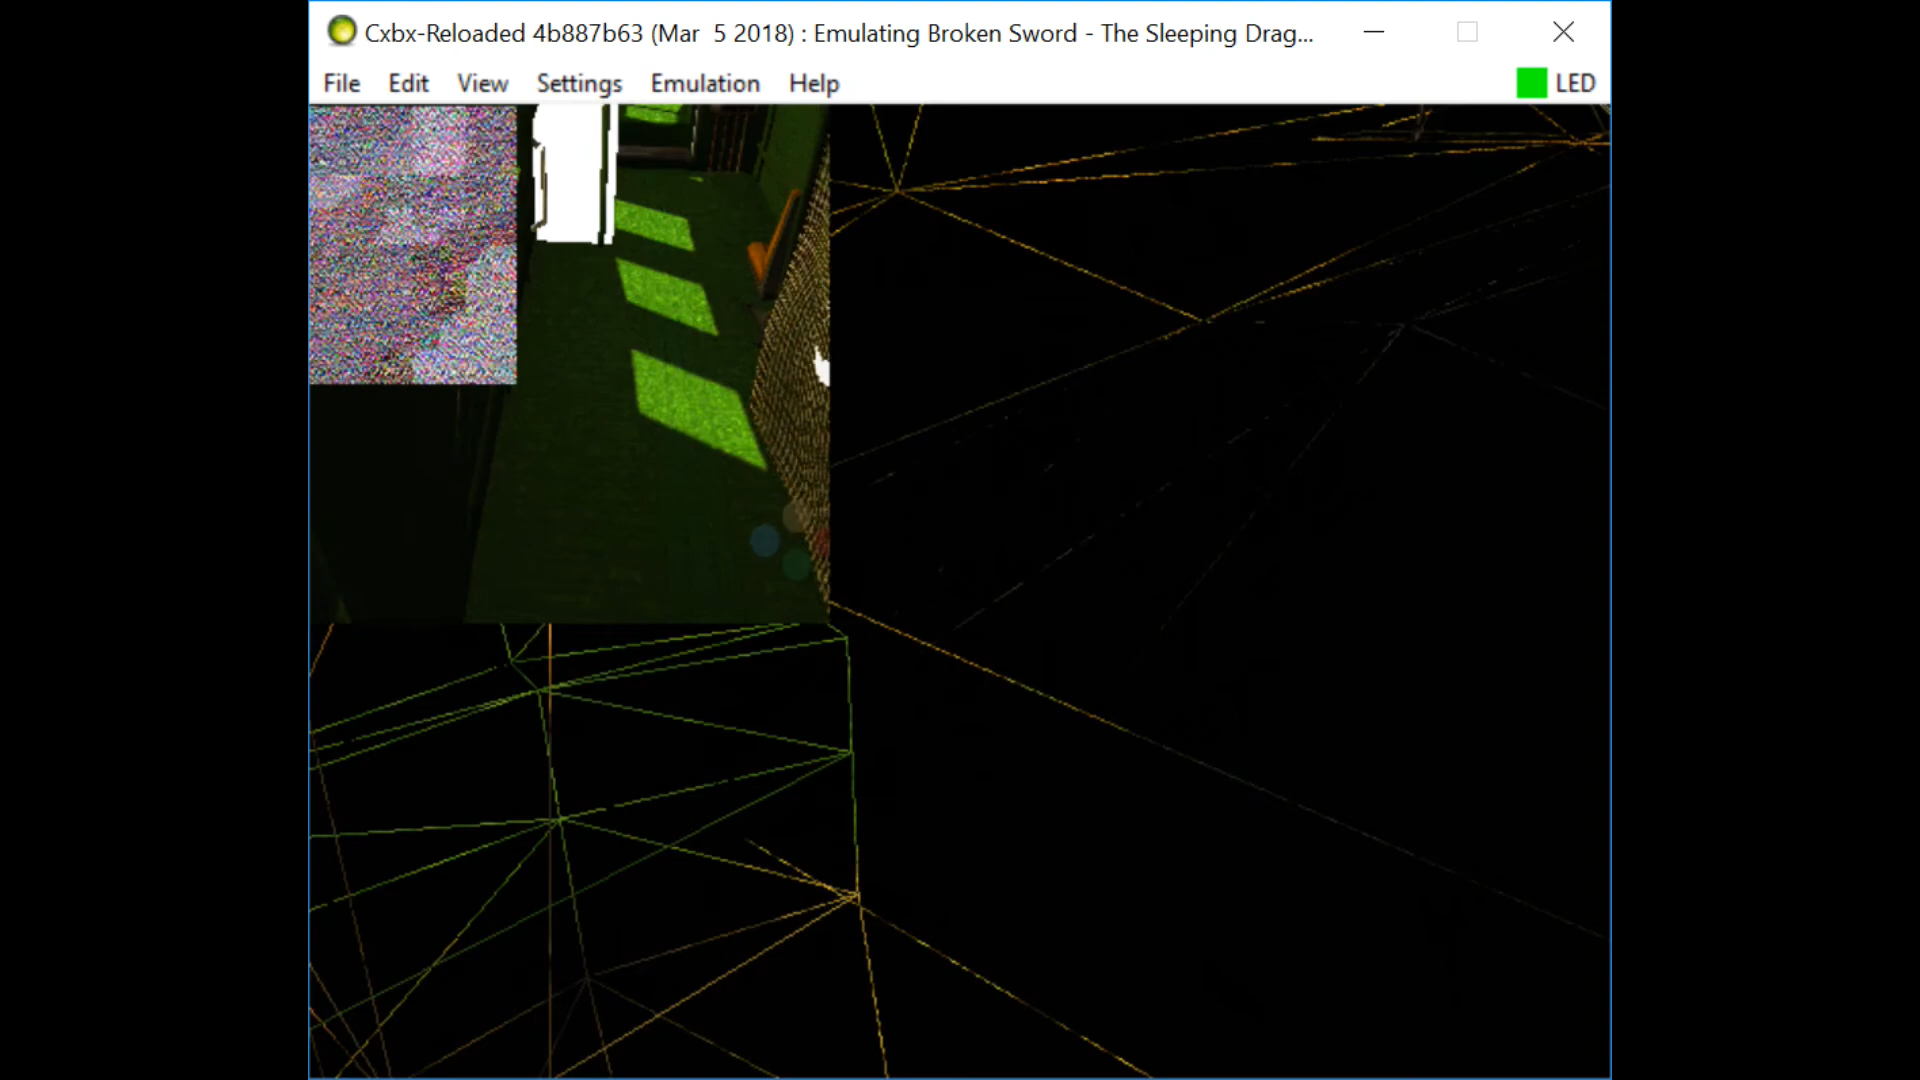 Cxbx-Reloaded 4b887b63 (Mar  5 2018) : Emulating Broken Sword - The Sleeping Drag...
File Edit View Settings Emulation Help LED